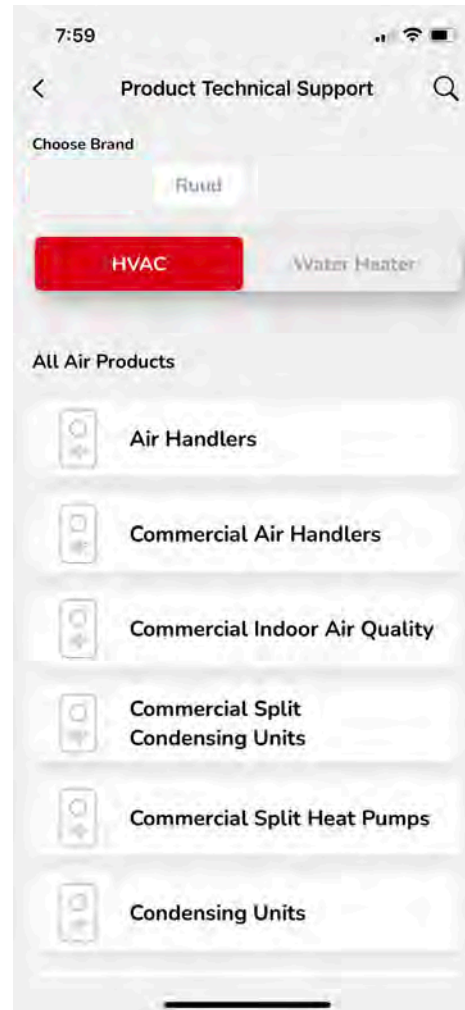 7:59
Product Technical Support
Choose Brand
Ruud
HVAC
Water Heater
All Air Products
Air Handlers
Commercial Air Handlers
Commercial Indoor Air Quality
Commercial Split
Condensing Units
Commercial Split Heat Pumps
Condensing Units